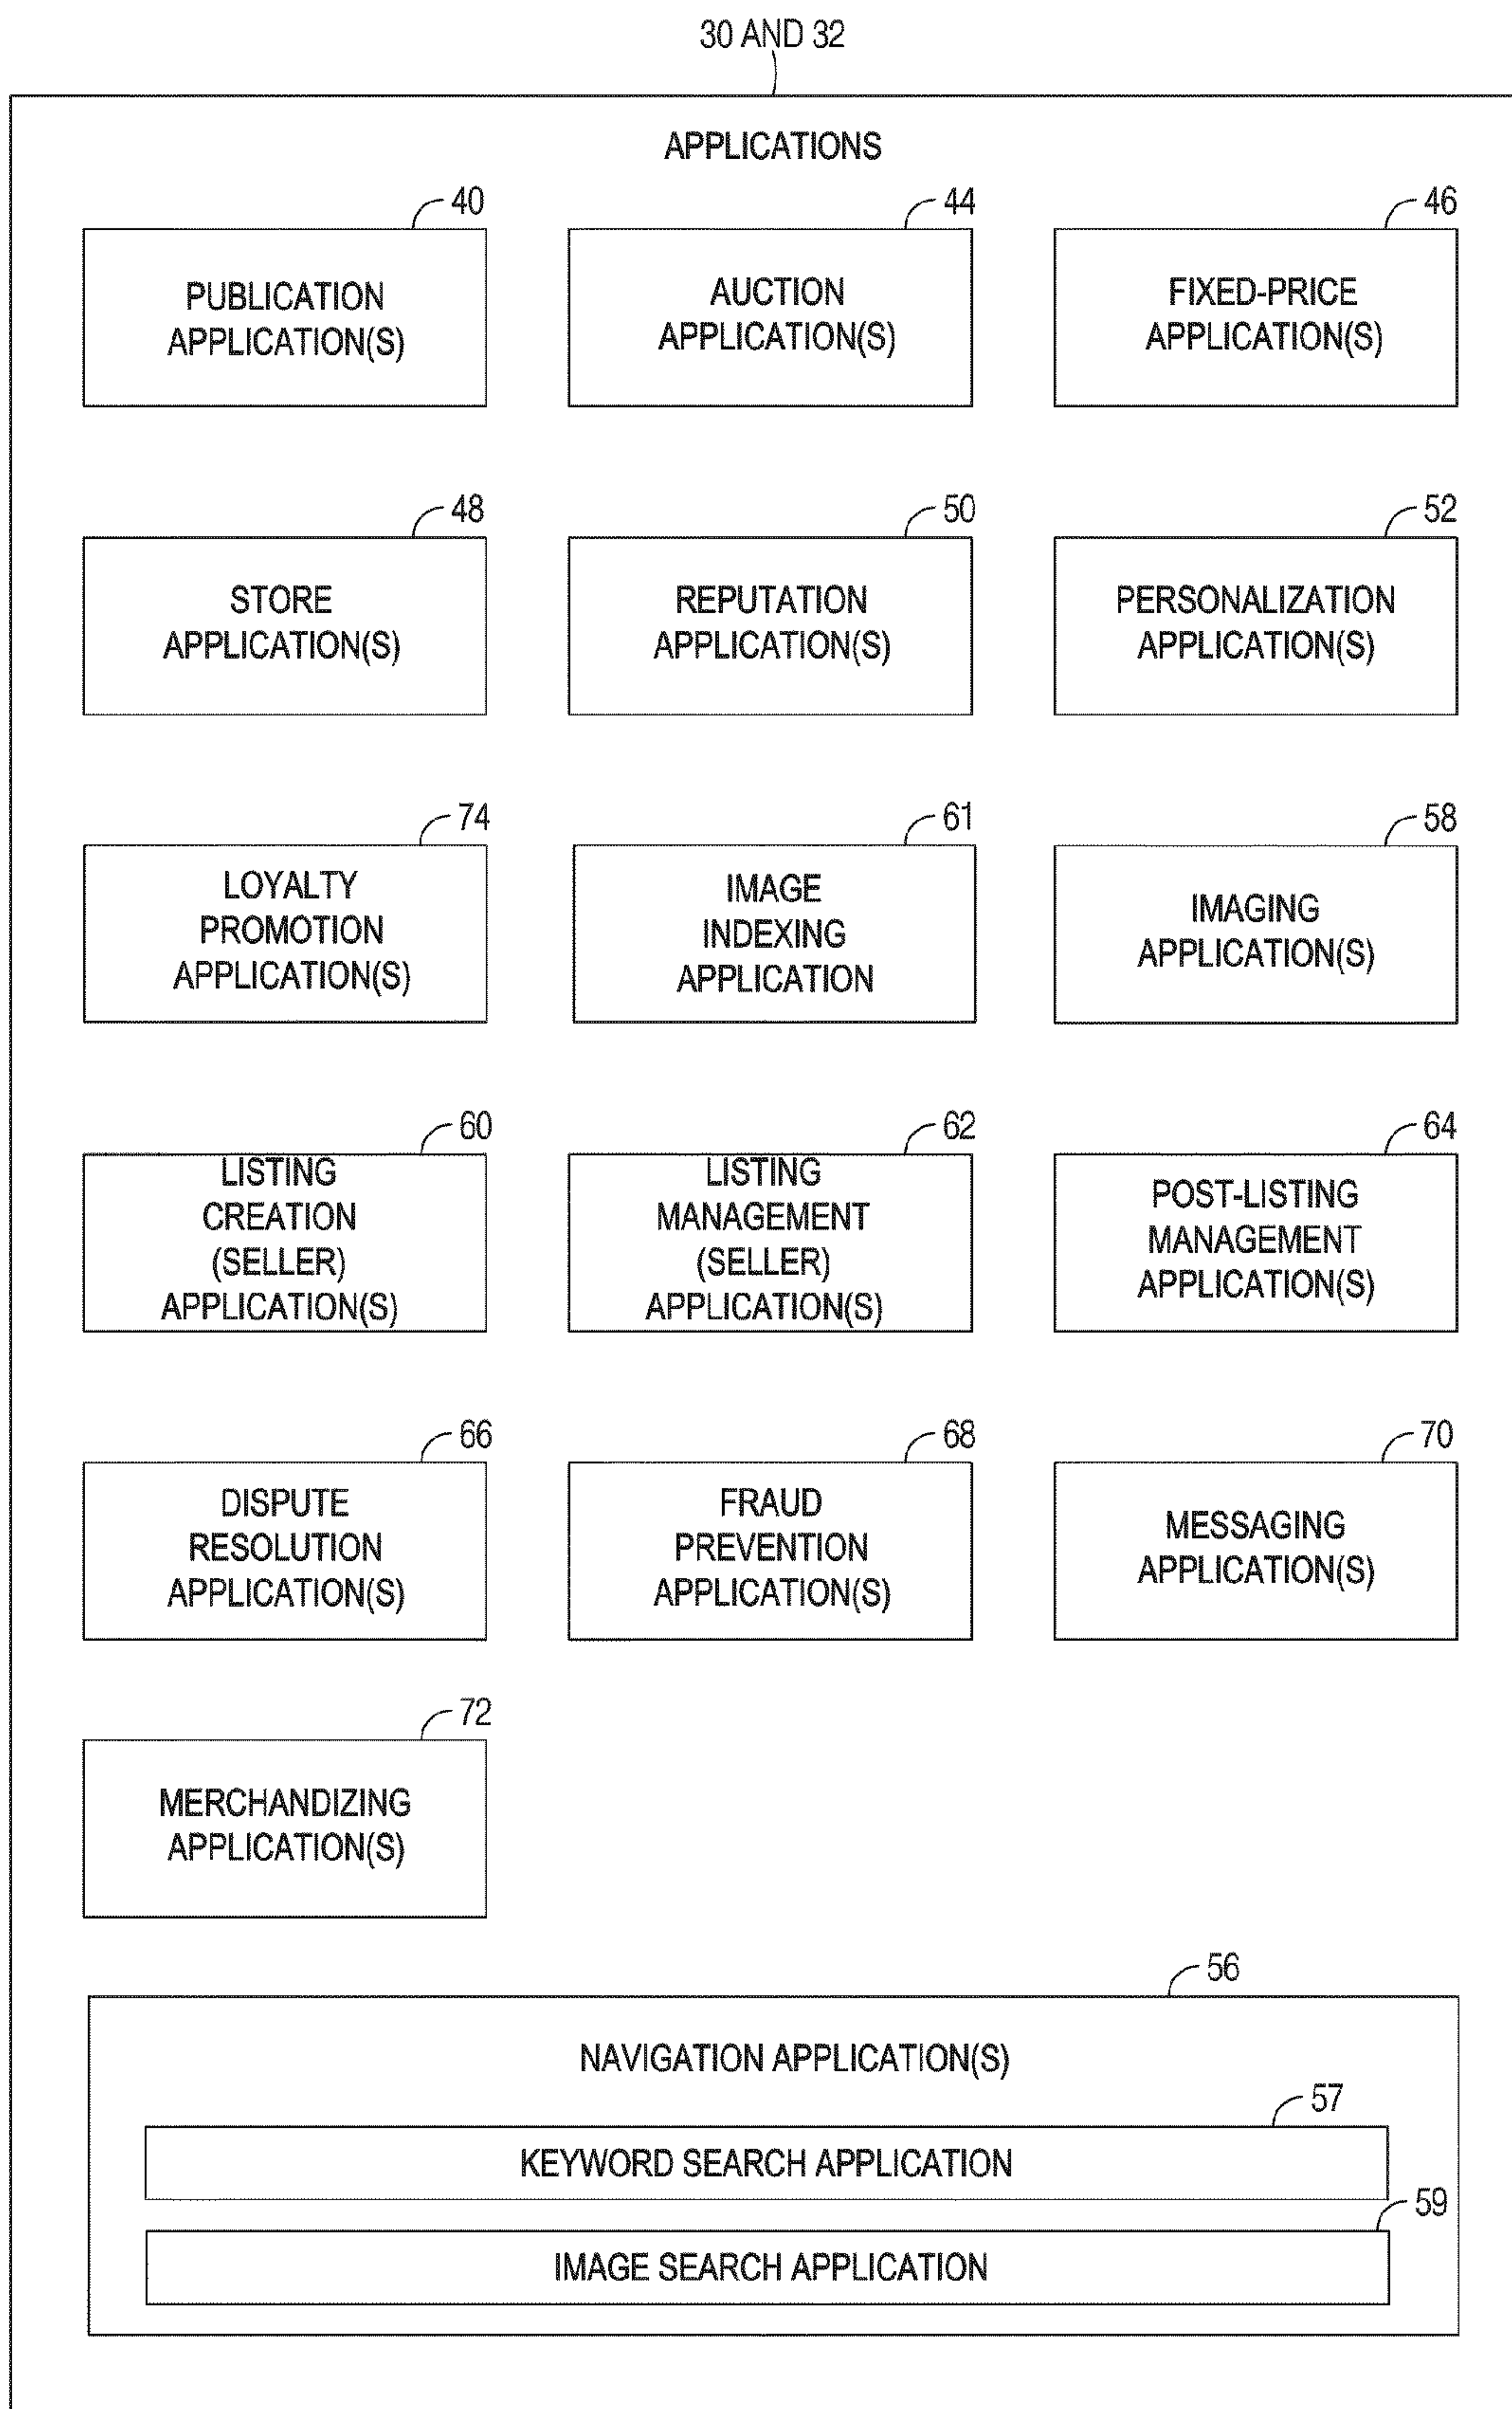 30 AND 32
APPLICATIONS
40
PUBLICATION
APPLICATION(S)
44
AUCTION
APPLICATION(S)
46
FIXED-PRICE
APPLICATION(S)
48
STORE
APPLICATION(S)
50
REPUTATION
APPLICATION(S)
52
PERSONALIZATION
APPLICATION(S)
74
LOYALTY
PROMOTION
APPLICATION(S)
61
IMAGE
INDEXING
APPLICATION
58
IMAGING
APPLICATION(S)
60
LISTING
CREATION
(SELLER)
APPLICATION(S)
62
LISTING
MANAGEMENT
(SELLER)
APPLICATION(S)
64
POST-LISTING
MANAGEMENT
APPLICATION(S)
66
DISPUTE
RESOLUTION
APPLICATION(S)
68
FRAUD
PREVENTION
APPLICATION(S)
70
MESSAGING
APPLICATION(S)
72
MERCHANDIZING
APPLICATION(S)
56
NAVIGATION APPLICATION(S)
57
KEYWORD SEARCH APPLICATION
59
IMAGE SEARCH APPLICATION